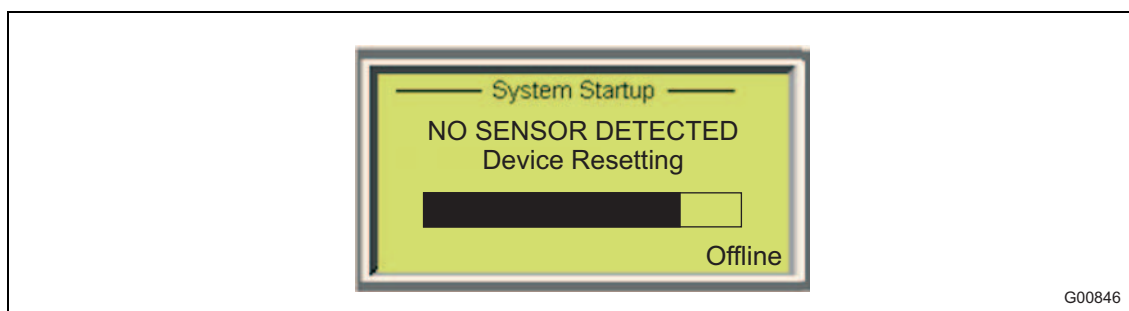 System Startup
NO SENSOR DETECTED
Device Resetting
Offline
G00846